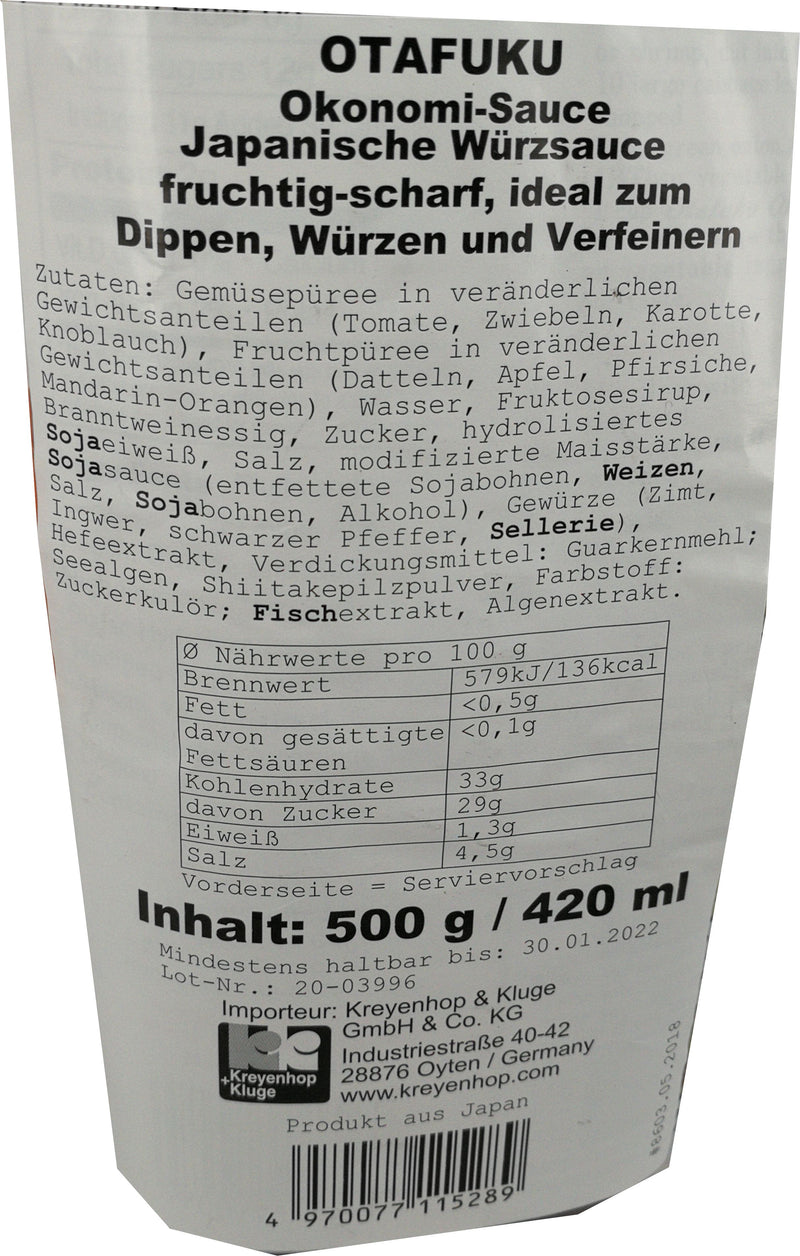 OTAFUKU
Okonomi-Sauce
Japanische Würzsauce
fruchtig-scharf, ideal zum
Dippen, Würzen und Verfeinern
Zutaten: Gemüsepüree in veränderlichen
Gewichtsanteilen (Tomate, Zwiebeln, Karotte,
Knoblauch), Fruchtpüree in veränderlichen
Gewichtsanteilen (Datteln, Apfel, Pfirsiche,
Mandarin-Orangen), Wasser, Fruktosesirup,
Branntweinessig, Zucker, hydrolisiertes
Sojaeiweiß, Salz, modifizierte Maisstärke,
Sojasauce (entfettete Sojabohnen, Weizen,
Salz, Sojabohnen, Alkohol), Gewürze (Zimt,
Ingwer, schwarzer Pfeffer, Sellerie),
Hefeextrakt, Verdickungsmittel: Guarkernmehl;
Seealgen, Shiitakepilzpulver, Farbstoff:
Zuckerkulör; Fischextrakt, Algenextrakt.
Ø Nährwerte pro 100 g
Brennwert 579kJ/136kcal
Fett <0,5g
davon gesättigte <0,1g
Fettsäuren
Kohlenhydrate 33g
davon Zucker 29g
Eiweiß 1,3g
Salz 4,5g
Vorderseite = Serviervorschlag
Inhalt: 500 g / 420 ml
Mindestens haltbar bis: 30.01.2022
Lot-Nr.: 20-03996
Importeur: Kreyenhop & Kluge
GmbH & Co. KG
Industriestraße 40-42
28876 Oyten / Germany
www.kreyenhop.com
+Kreyenhop
Kluge
Produkt aus Japan
#8603.05.2018
4 970077 115289